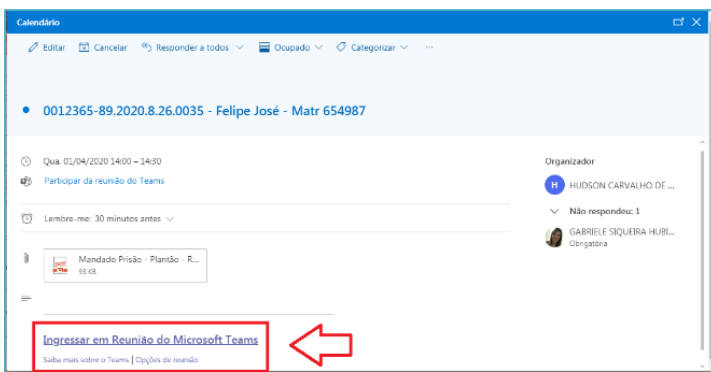 Calendário
Editar Cancelar Responder a todos Ocupado Categorizar ...
0012365-89.2020.8.26.0035 - Felipe José - Matr 654987
Qua. 01/04/2020 14:00 – 14:30
Participar da reunião do Teams
Lembre-me: 30 minutos antes
Mandado Prisão - Plantão - R...
93 KB
Ingressar em Reunião do Microsoft Teams
Saiba mais sobre o Teams | Opções de reunião
Organizador
H HUDSON CARVALHO DE ...
Não respondeu: 1
GABRIELE SIQUEIRA HUBI...
Obrigatória